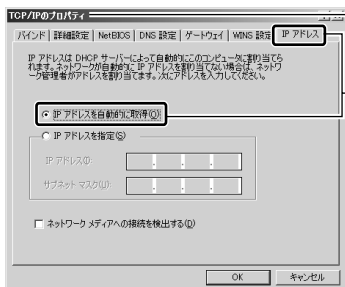 TCP/IPのプロパティ
バインド 詳細設定 NetBIOS DNS 設定 ゲートウェイ WINS 設定 IP アドレス
IP アドレスは DHCP サーバーによって自動的にこのコンピュータに割り当てら
れます。ネットワークが自動的に IP アドレスを割り当てない場合は、ネットワ
ーク管理者がアドレスを割り当てます。次にアドレスを入力してください。
IP アドレスを自動的に取得(O)
IP アドレスを指定(S)
IP アドレス(I):
サブネット マスク(U):
ネットワーク メディアへの接続を検出する(D)
OK キャンセル